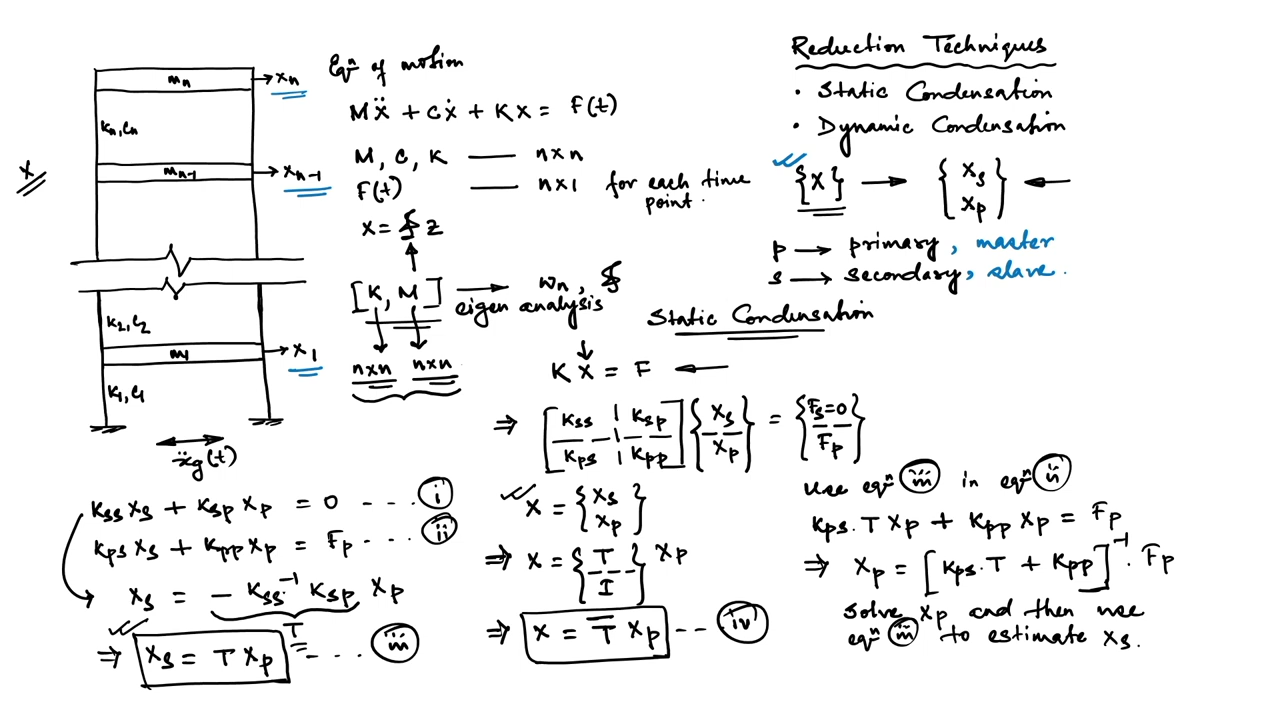 mn
→ xn
kn, cn
mn-1
→ xn-1
X
k2, c2
m1
→ x1
k1, c1
ẍg(t)
Eqⁿ of motion
MẌ + CẊ + KX = F(t)
M, C, K —— n×n
F(t) —— n×1 for each time point.
X = Φ Z
[K, M] → ωn, Φ
eigen analysis
n×n n×n
Reduction Techniques
• Static Condensation
• Dynamic Condensation
{X} → {Xs Xp} ←
p → primary, master
s → secondary, slave.
Static Condensation
K X = F ←
⇒ [Kss | Ksp / Kps | Kpp] {Xs / Xp} = {Fs=0 / Fp}
Kss Xs + Ksp Xp = 0 ---- (i)
Kps Xs + Kpp Xp = Fp ---- (ii)
Xs = - Kss⁻¹ Ksp Xp
T
⇒ Xs = T Xp ---- (iii)
X = {Xs Xp}
⇒ X = {T / I} Xp
⇒ X = T̅ Xp -- (iv)
Use eqⁿ (iii) in eqⁿ (ii)
Kps. T Xp + Kpp Xp = Fp
⇒ Xp = [Kps. T + Kpp]⁻¹. Fp
Solve Xp and then use
eqⁿ (iii) to estimate Xs.